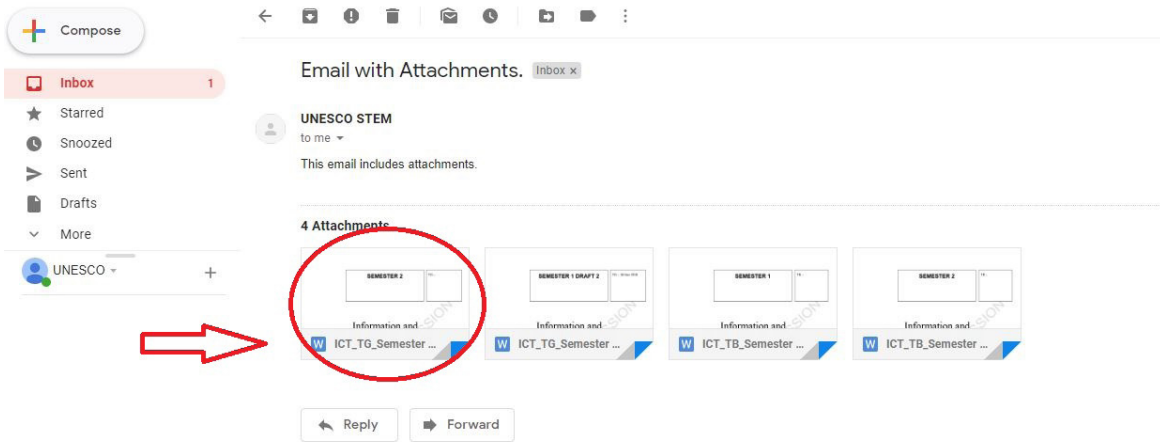 Compose
Inbox 1
Starred
Snoozed
Sent
Drafts
More
UNESCO
Email with Attachments. Inbox x
UNESCO STEM
to me
This email includes attachments.
4 Attachments
SEMESTER 2
Information and
W ICT_TG_Semester ...
SEMESTER 1 DRAFT 2
Information and
W ICT_TG_Semester ...
SEMESTER 1
Information and
W ICT_TB_Semester ...
SEMESTER 2
Information and
W ICT_TB_Semester ...
Reply
Forward